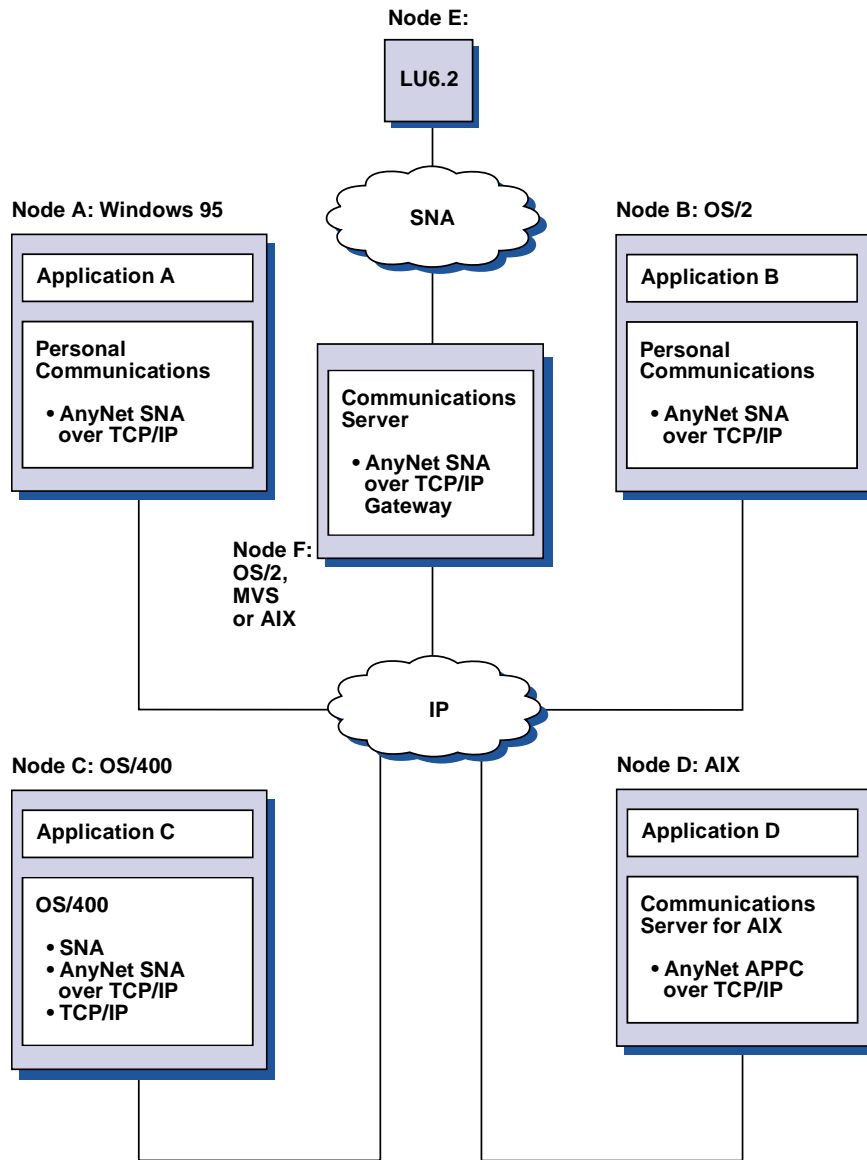 Node E:
LU6.2
SNA
Node A: Windows 95
Application A
Personal
Communications
• AnyNet SNA
over TCP/IP
Node B: OS/2
Application B
Personal
Communications
• AnyNet SNA
over TCP/IP
Communications
Server
• AnyNet SNA
over TCP/IP
Gateway
Node F:
OS/2,
MVS
or AIX
IP
Node C: OS/400
Application C
OS/400
• SNA
• AnyNet SNA
over TCP/IP
• TCP/IP
Node D: AIX
Application D
Communications
Server for AIX
• AnyNet APPC
over TCP/IP